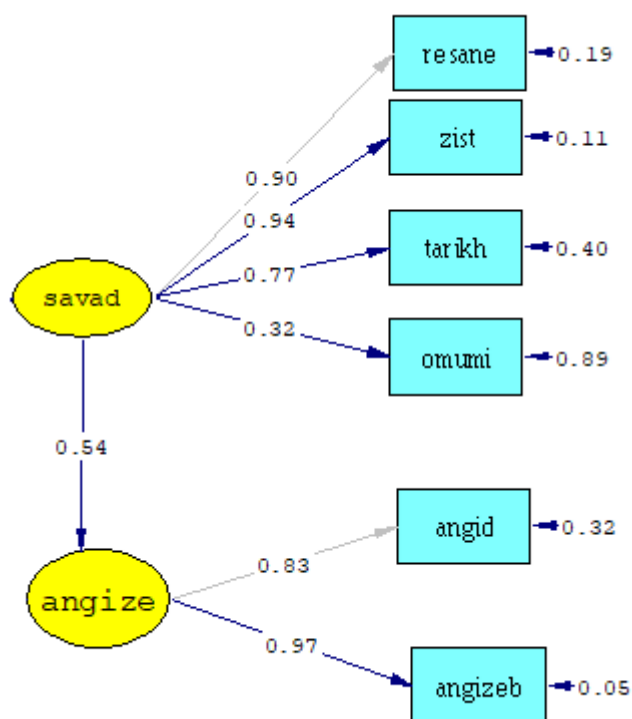 resane
0.19
zist
0.11
0.90
0.94
tarikh
0.40
0.77
savad
0.32
omumi
0.89
0.54
angid
0.32
0.83
angize
0.97
angizeb
0.05